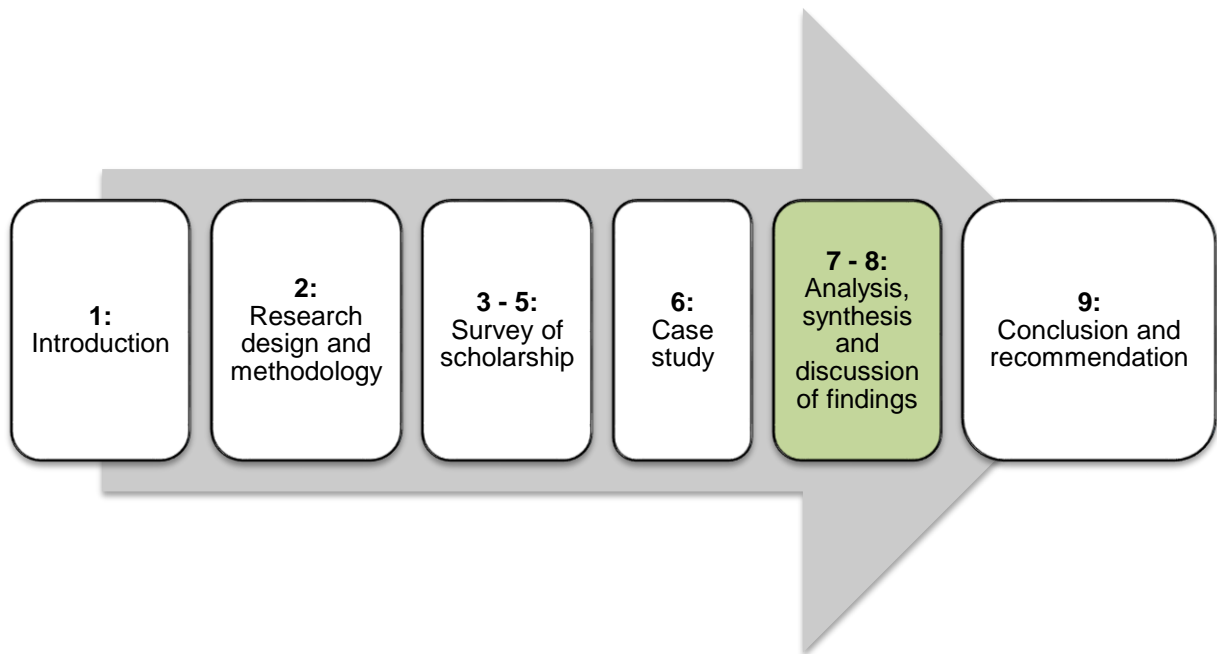 1:
Introduction
2:
Research
design and
methodology
3 - 5:
Survey of
scholarship
6:
Case
study
7 - 8:
Analysis,
synthesis
and
discussion
of findings
9:
Conclusion and
recommendation